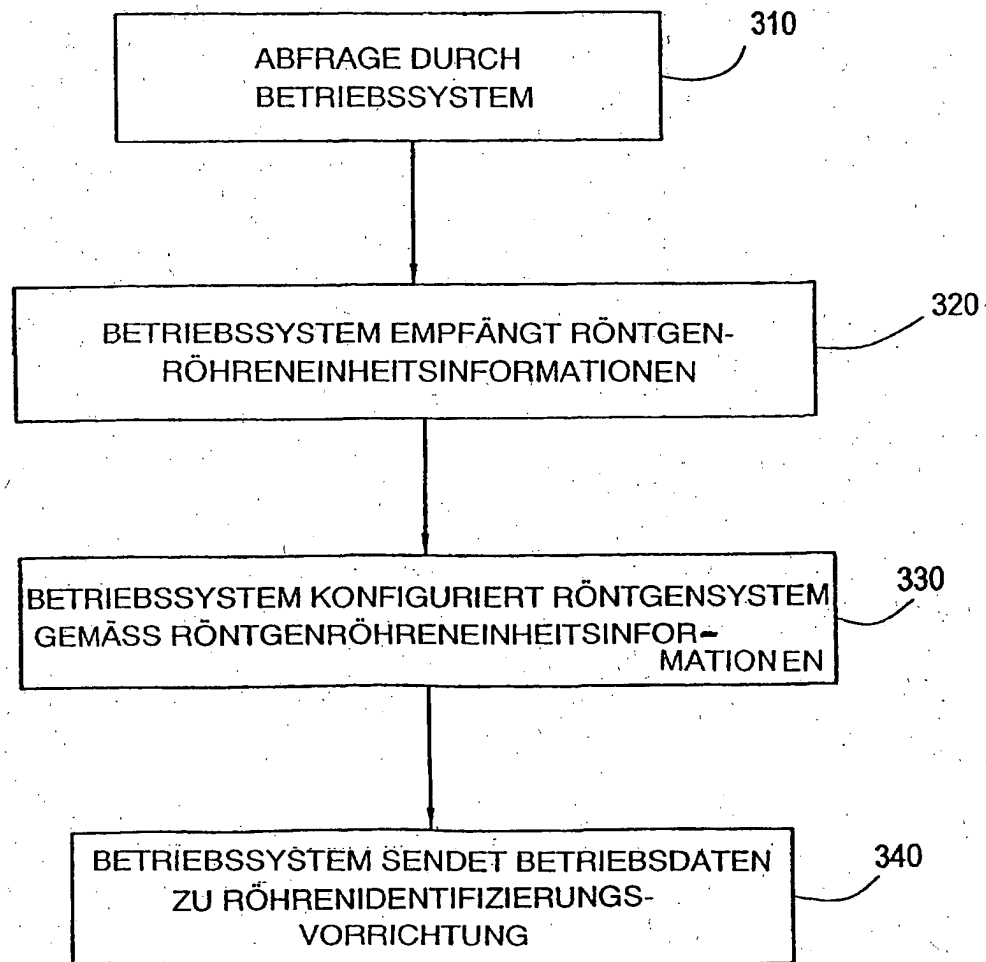 310
ABFRAGE DURCH
BETRIEBSSYSTEM
320
BETRIEBSSYSTEM EMPFÄNGT RÖNTGEN-
RÖHRENEINHEITSINFORMATIONEN
330
BETRIEBSSYSTEM KONFIGURIERT RÖNTGENSYSTEM
GEMÄSS RÖNTGENRÖHRENEINHEITSINFOR-
MATIONEN
340
BETRIEBSSYSTEM SENDET BETRIEBSDATEN
ZU RÖHRENIDENTIFIZIERUNGS-
VORRICHTUNG